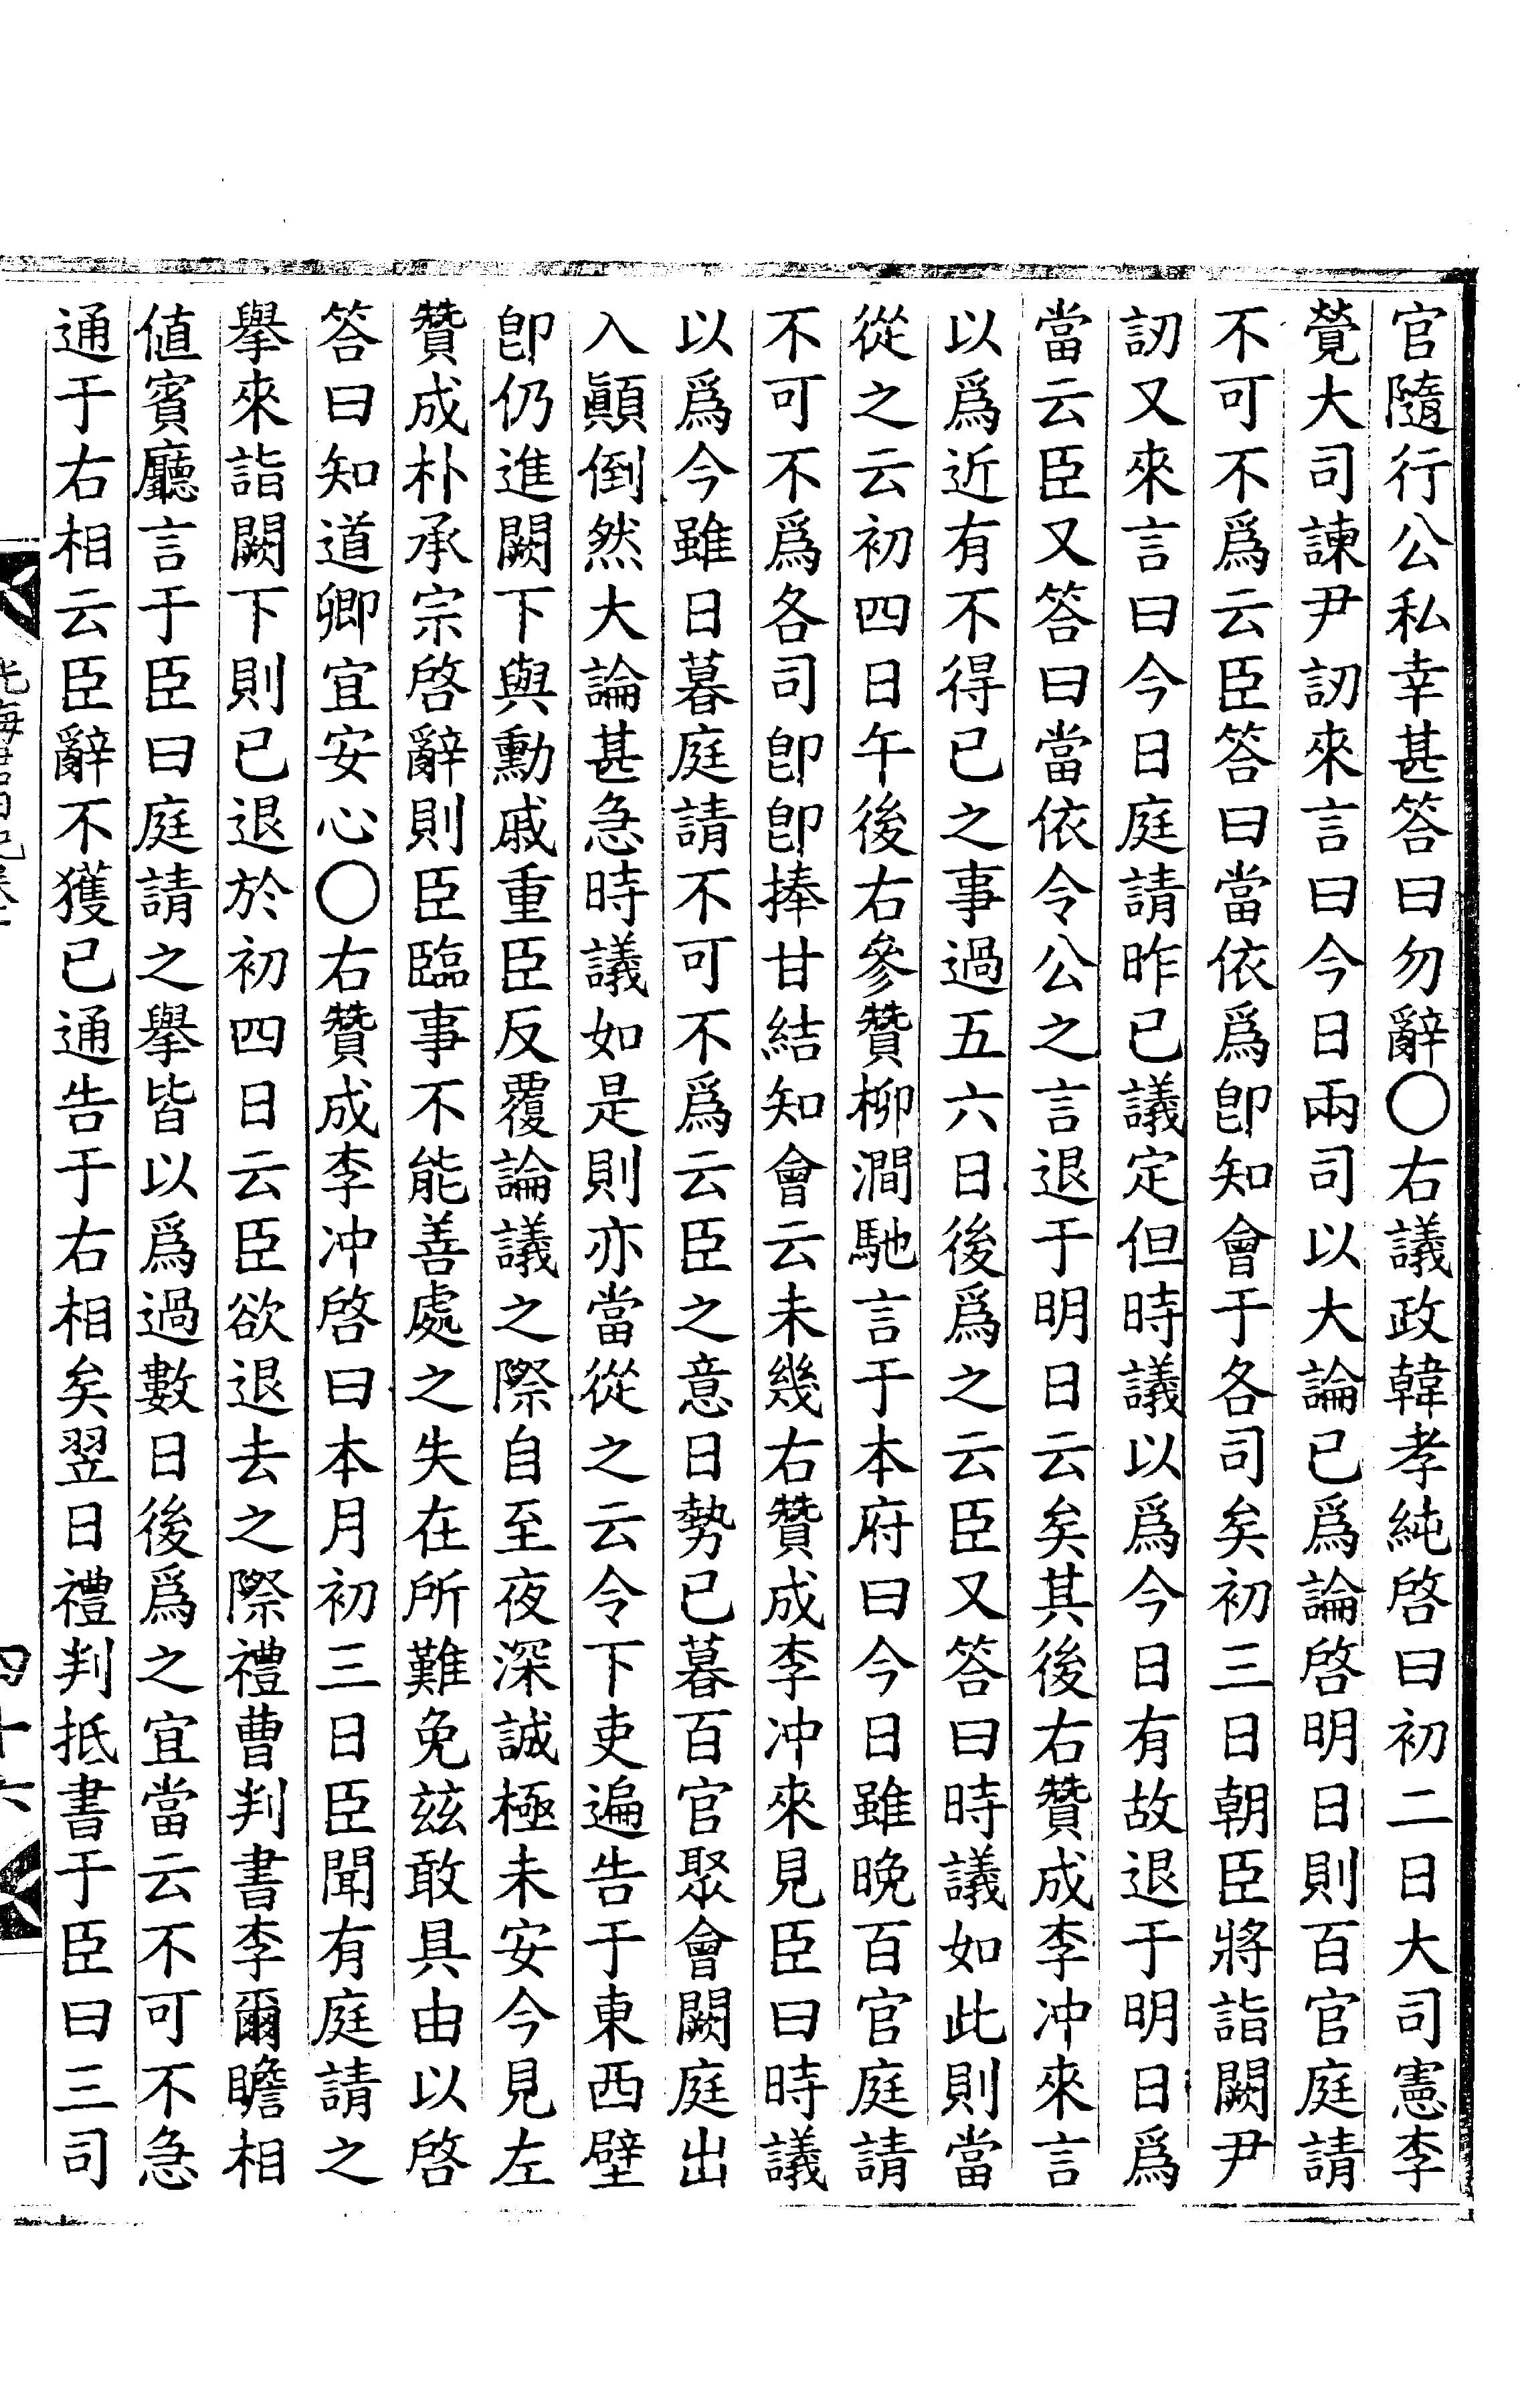 官隨行公私幸甚答曰勿辭○右議政韓孝純啓曰初二日大司憲李
覺大司諫尹訒來言曰今日兩司以大論已爲論啓明日則百官庭請
不可不爲云臣答曰當依爲卽知會于各司矣初三日朝臣將詣闕尹
訒又來言曰今日庭請昨已議定但時議以爲今日有故退于明日爲
當云臣又答曰當依令公之言退于明日云矣其後右贊成李冲來言
以爲近有不得已之事過五六日後爲之云臣又答曰時議如此則當
從之云初四日午後右參贊柳澗馳言于本府曰今日雖晩百官庭請
不可不爲各司卽卽捧甘結知會云未幾右贊成李冲來見臣曰時議
以爲今雖日暮庭請不可不爲云臣之意日勢已暮百官聚會闕庭出
入顚倒然大論甚急時議如是則亦當從之云令下吏遍告于東西壁
卽仍進闕下與勳戚重臣反覆論議之際自至夜深誠極未安今見左
贊成朴承宗啓辭則臣臨事不能善處之失在所難免玆敢具由以啓
答曰知道卿宜安心○右贊成李冲啓曰本月初三日臣聞有庭請之
擧來詣闕下則已退於初四日云臣欲退去之際禮曹判書李爾瞻相
値賓廳言于臣曰庭請之擧皆以爲過數日後爲之宜當云不可不急
通于右相云臣辭不獲已通告于右相矣翌日禮判抵書于臣曰三司
四十六